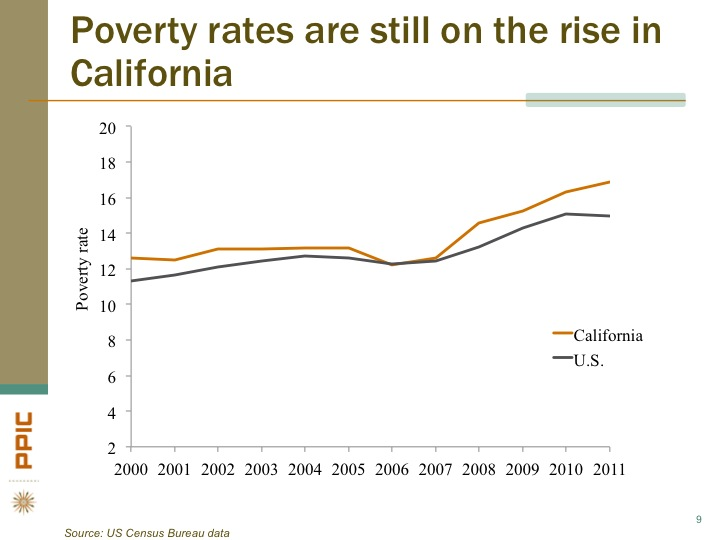 Poverty rates are still on the rise in
California
20
18
16
14
12
10
8
6
4
2
Poverty rate
2000 2001 2002 2003 2004 2005 2006 2007 2008 2009 2010 2011
California
U.S.
PPIC
9
Source: US Census Bureau data